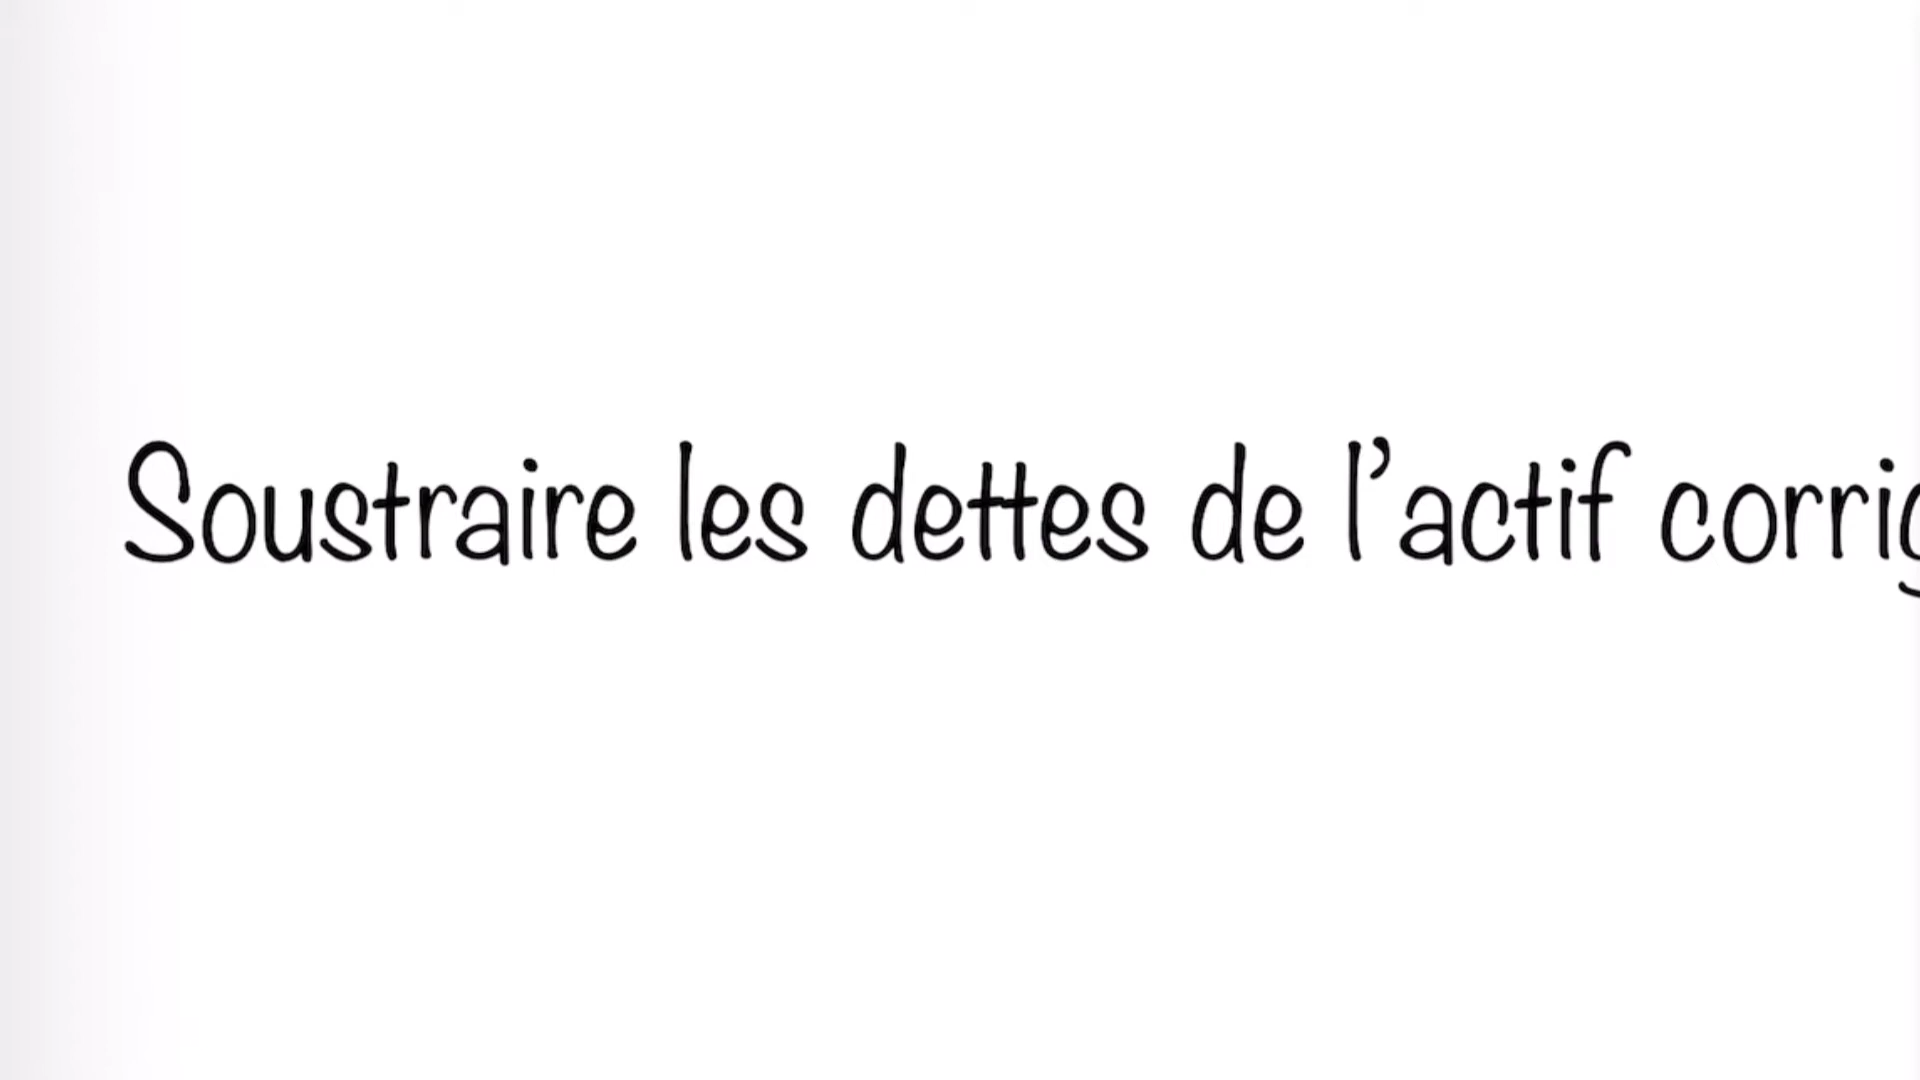 Soustraire les dettes de l’actif corrig